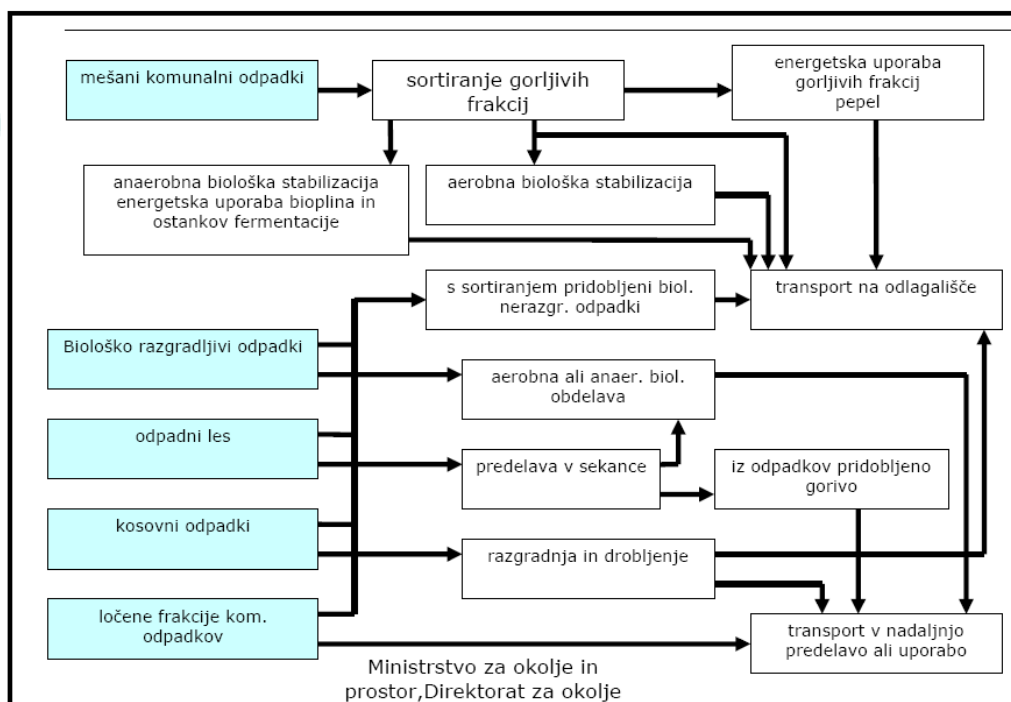 mešani komunalni odpadki
sortiranje gorljivih
frakcij
energetska uporaba
gorljivih frakcij
pepel
anaerobna biološka stabilizacija
energetska uporaba bioplina in
ostankov fermentacije
aerobna biološka stabilizacija
s sortiranjem pridobljeni biol.
nerazgr. odpadki
transport na odlagališče
Biološko razgradljivi odpadki
aerobna ali anaer. biol.
obdelava
odpadni les
predelava v sekance
iz odpadkov pridobljeno
gorivo
kosovni odpadki
razgradnja in drobljenje
ločene frakcije kom.
odpadkov
transport v nadaljnjo
predelavo ali uporabo
Ministrstvo za okolje in
prostor,Direktorat za okolje